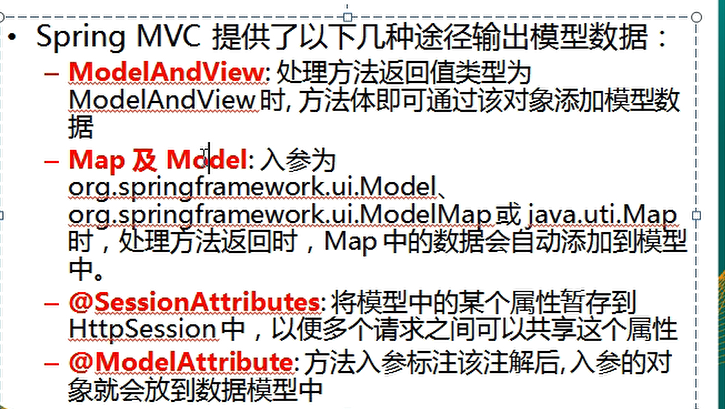 • Spring MVC 提供了以下几种途径输出模型数据：
– ModelAndView: 处理方法返回值类型为
ModelAndView 时, 方法体即可通过该对象添加模型数
据
– Map 及 Model: 入参为
org.springframework.ui.Model、
org.springframework.ui.ModelMap 或 java.uti.Map
时，处理方法返回时，Map 中的数据会自动添加到模型
中。
– @SessionAttributes: 将模型中的某个属性暂存到
HttpSession 中，以便多个请求之间可以共享这个属性
– @ModelAttribute: 方法入参标注该注解后, 入参的对
象就会放到数据模型中